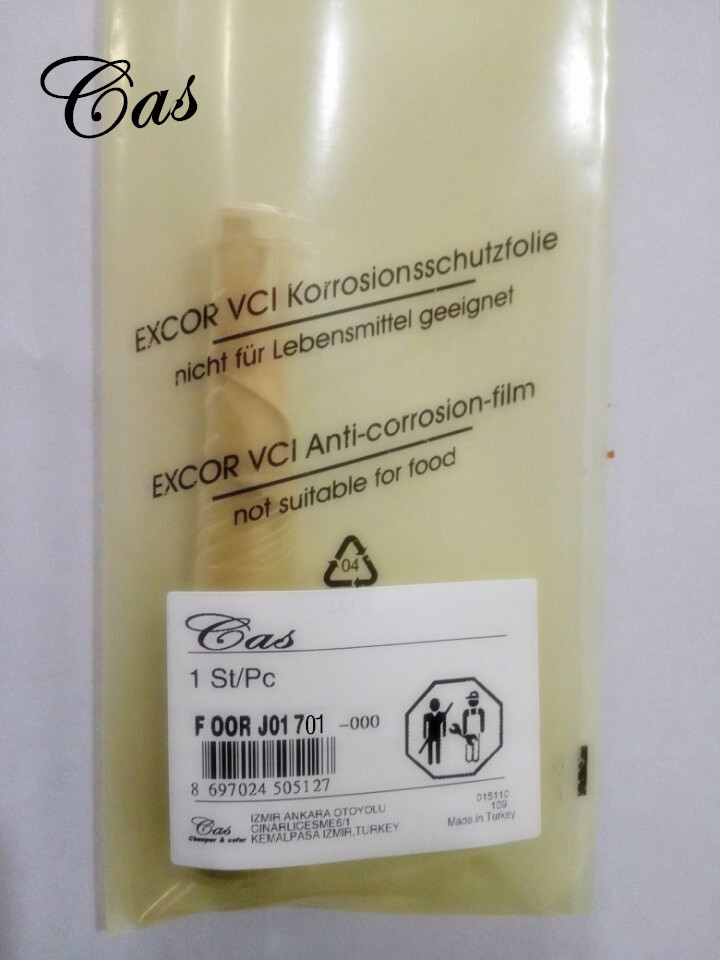 Cas
EXCOR VCI Korrosionsschutzfolie
nicht für Lebensmittel geeignet
EXCOR VCI Anti-corrosion-film
not suitable for food
04
Cas
1 St/Pc
F 00R J01 701 -000
8 697024 505127
Cas
IZMIR ANKARA OTOYOLU
CINARLICESME6/1
KEMALPASA IZMIR.TURKEY
015110
109
Made in Turkey